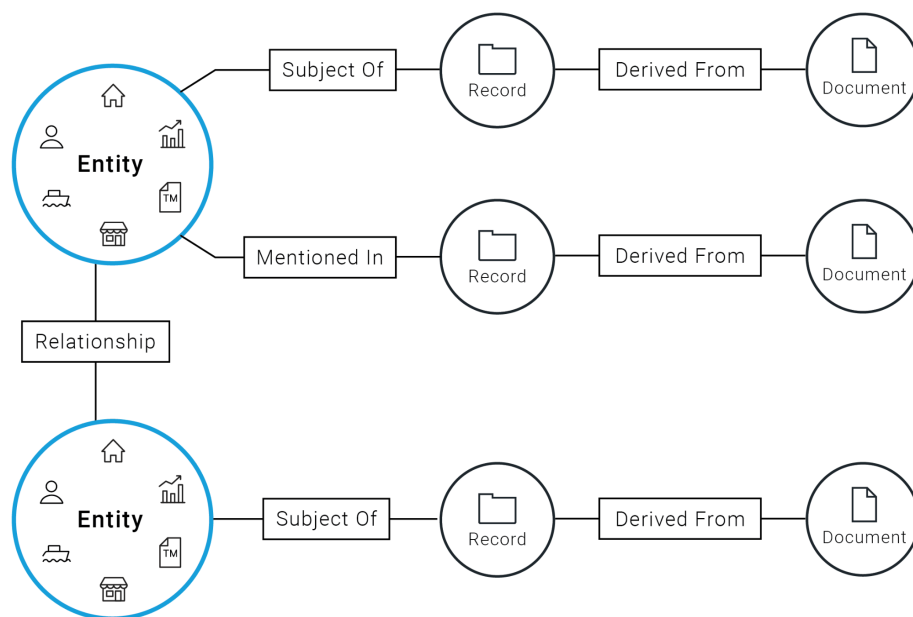 Subject Of
Record
Derived From
Document
Entity
TM
Mentioned In
Record
Derived From
Document
Relationship
Entity
TM
Subject Of
Record
Derived From
Document